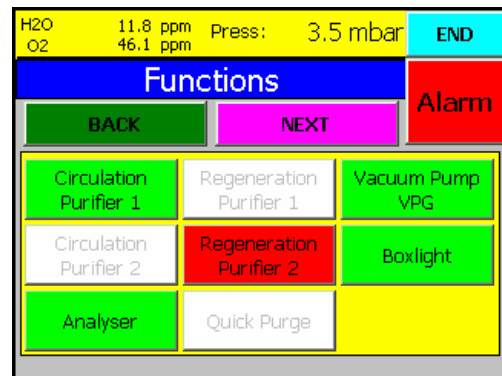 H2O 11.8 ppm Press: 3.5 mbar END
O2 46.1 ppm
Functions
Alarm
BACK NEXT
Circulation Purifier 1
Regeneration Purifier 1
Vacuum Pump VPG
Circulation Purifier 2
Regeneration Purifier 2
Boxlight
Analyser
Quick Purge